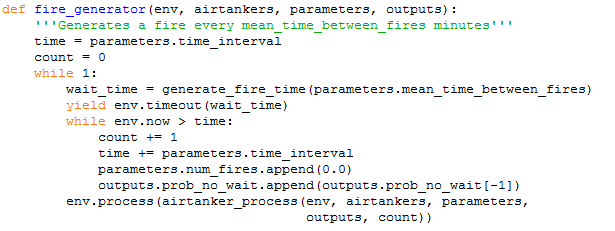 def fire_generator(env, airtankers, parameters, outputs):
    '''Generates a fire every mean_time_between_fires minutes'''
    time = parameters.time_interval
    count = 0
    while 1:
        wait_time = generate_fire_time(parameters.mean_time_between_fires)
        yield env.timeout(wait_time)
        while env.now > time:
            count += 1
            time += parameters.time_interval
            parameters.num_fires.append(0.0)
            outputs.prob_no_wait.append(outputs.prob_no_wait[-1])
        env.process(airtanker_process(env, airtankers, parameters,
                                      outputs, count))